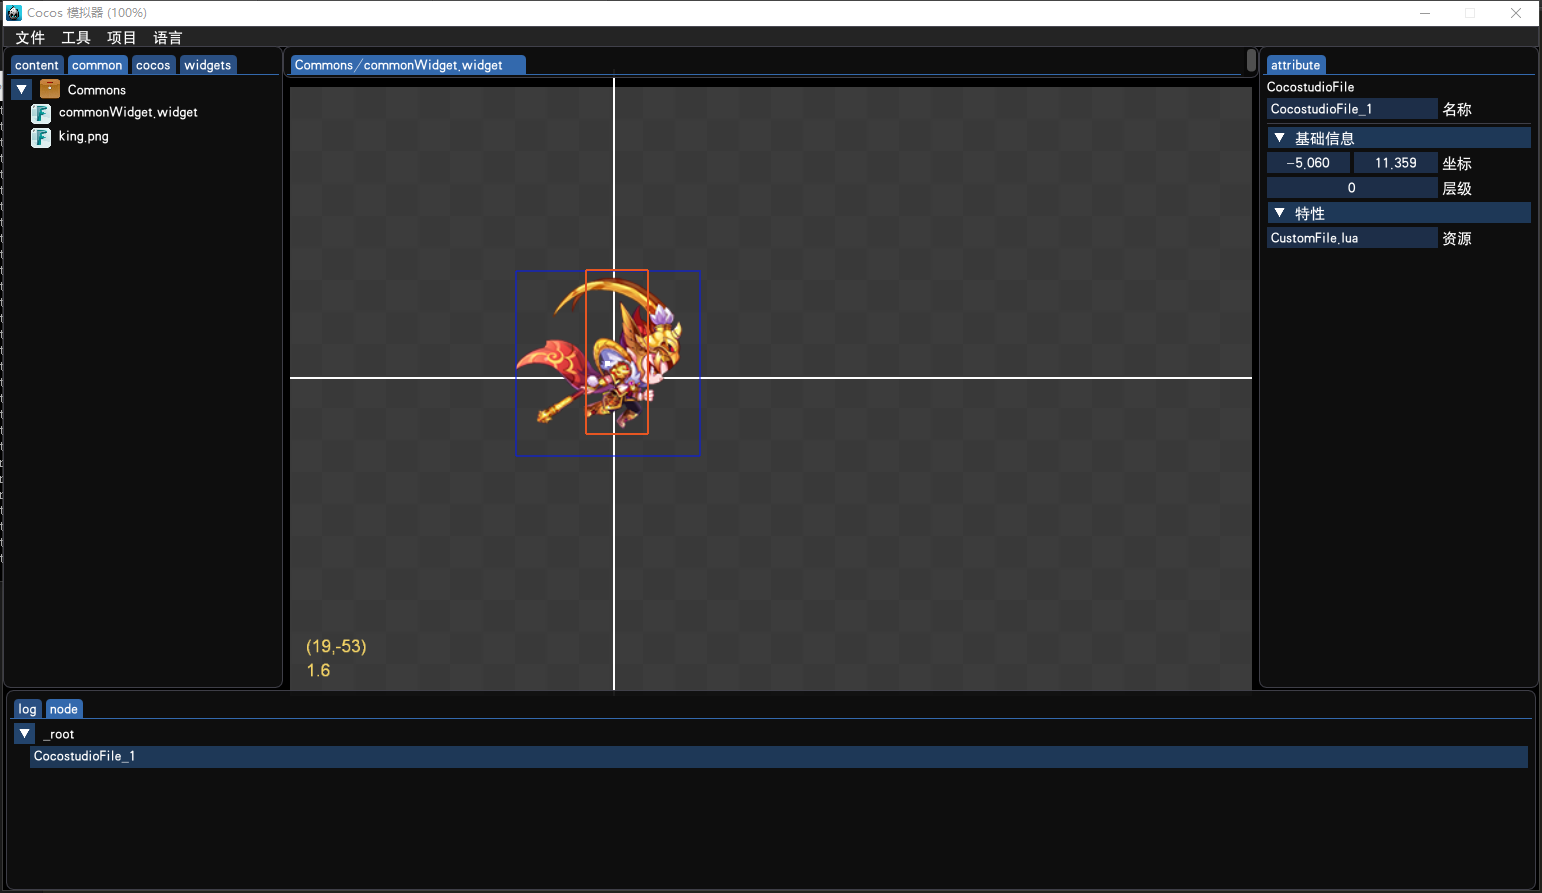 Cocos 模拟器 (100%)
文件 工具 项目 语言
content common cocos widgets
Commons
commonWidget.widget
king.png
Commons/commonWidget.widget
(19,-53)
1.6
attribute
CocostudioFile
CocostudioFile_1 名称
基础信息
-5.060 11.359 坐标
0 层级
特性
CustomFile.lua 资源
log node
_root
CocostudioFile_1